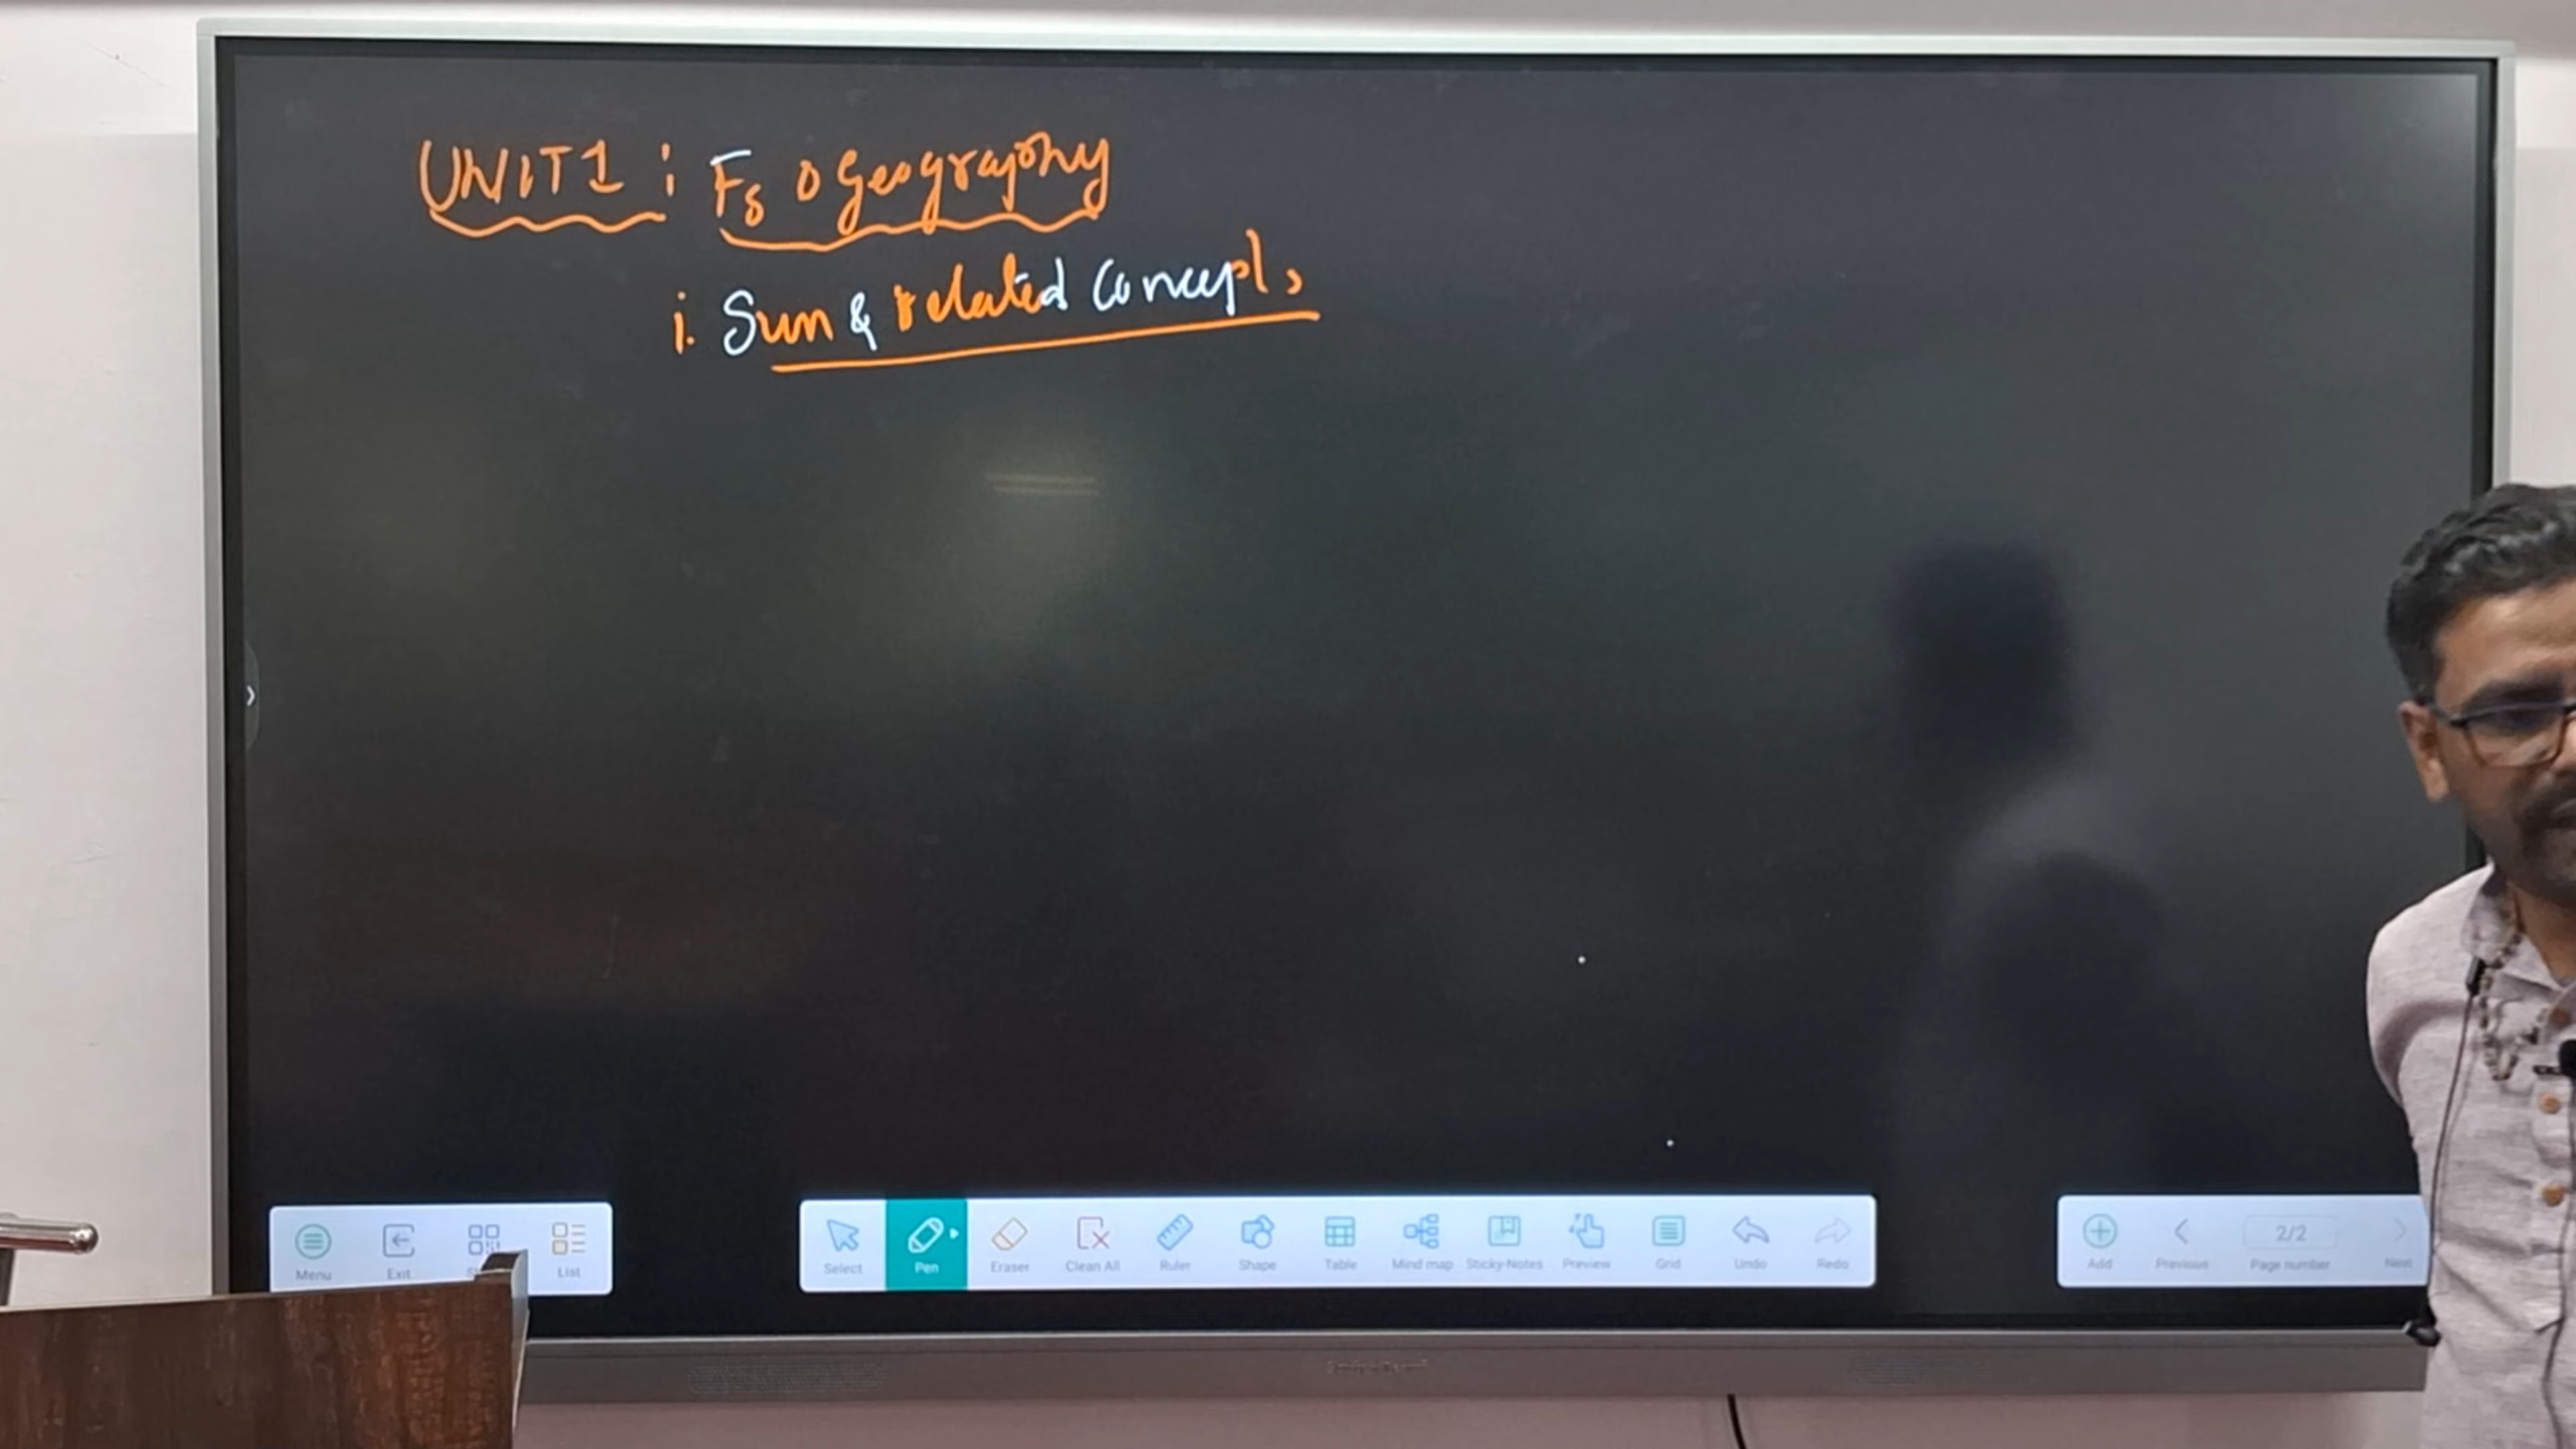 UNIT 1 : Fs o Geography
i. Sun & related Concepts
Menu Exit List
Select Pen Eraser Clean All Ruler Shape Table Mind map Sticky-Notes Preview Grid Undo Redo
Add Previous 2/2 Page number Next